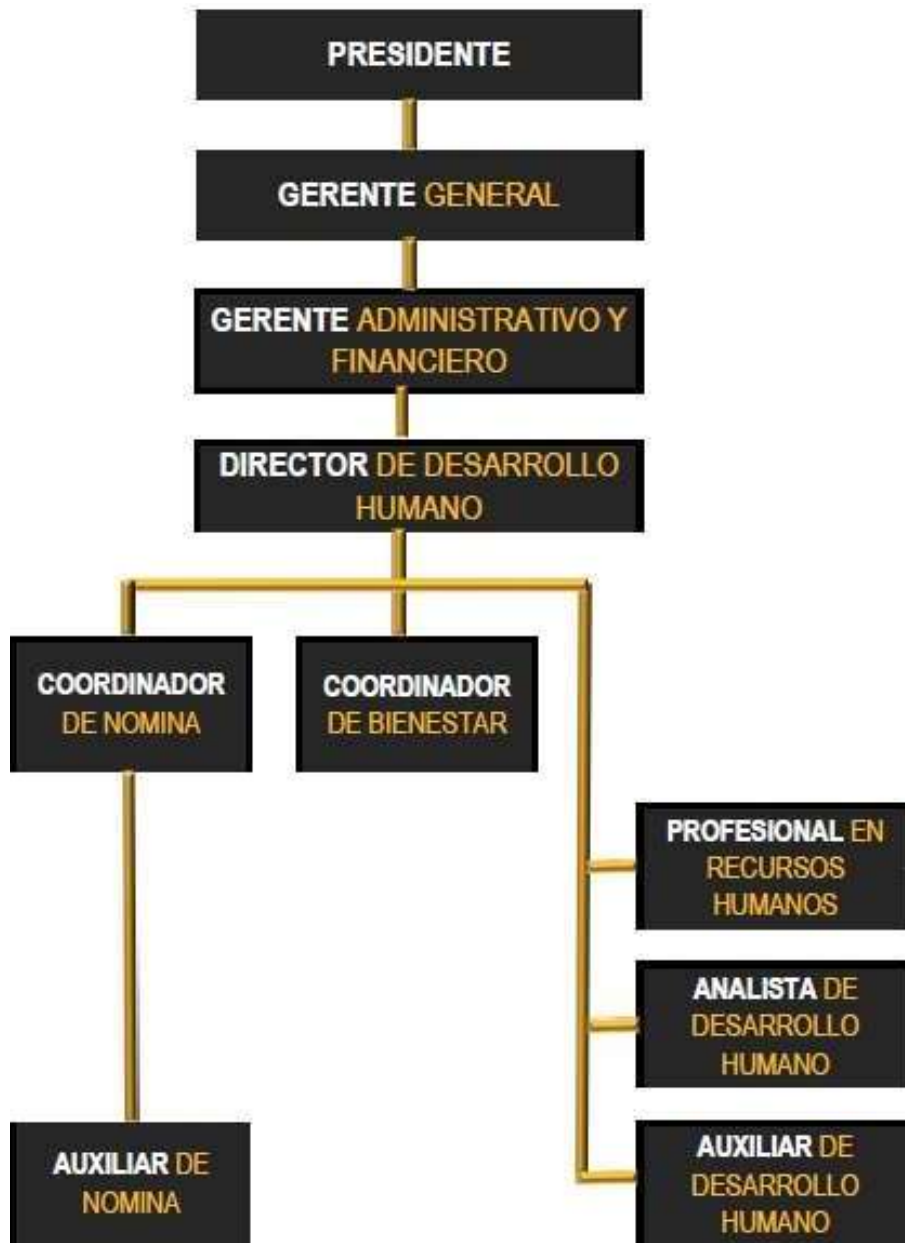 PRESIDENTE
GERENTE GENERAL
GERENTE ADMINISTRATIVO Y
FINANCIERO
DIRECTOR DE DESARROLLO
HUMANO
COORDINADOR
DE NOMINA
COORDINADOR
DE BIENESTAR
PROFESIONAL EN
RECURSOS
HUMANOS
ANALISTA DE
DESARROLLO
HUMANO
AUXILIAR DE
NOMINA
AUXILIAR DE
DESARROLLO
HUMANO